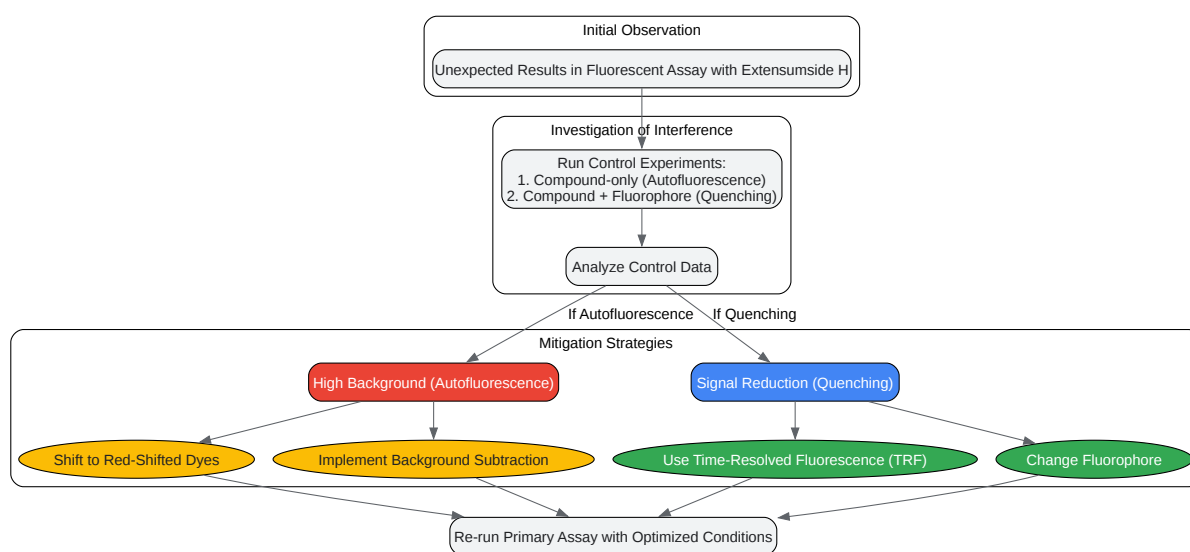 Initial Observation
Unexpected Results in Fluorescent Assay with Extensumside H
Investigation of Interference
Run Control Experiments:
1. Compound-only (Autofluorescence)
2. Compound + Fluorophore (Quenching)
Analyze Control Data
If Autofluorescence
If Quenching
Mitigation Strategies
High Background (Autofluorescence)
Signal Reduction (Quenching)
Shift to Red-Shifted Dyes
Implement Background Subtraction
Use Time-Resolved Fluorescence (TRF)
Change Fluorophore
Re-run Primary Assay with Optimized Conditions